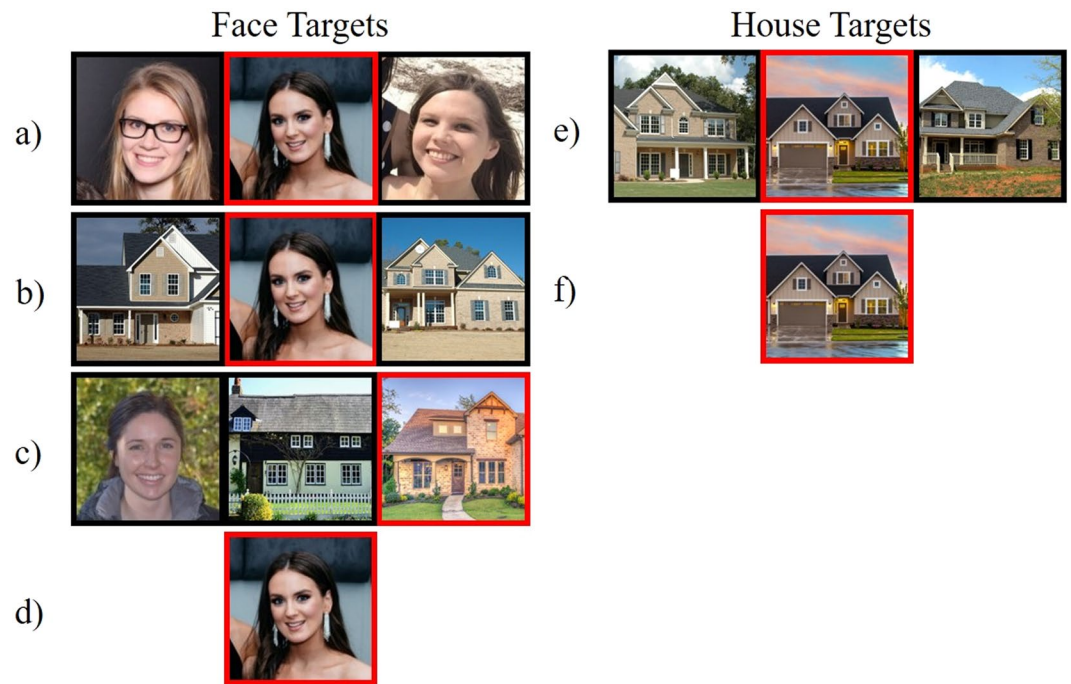 Face Targets
House Targets
a)
e)
b)
f)
c)
d)